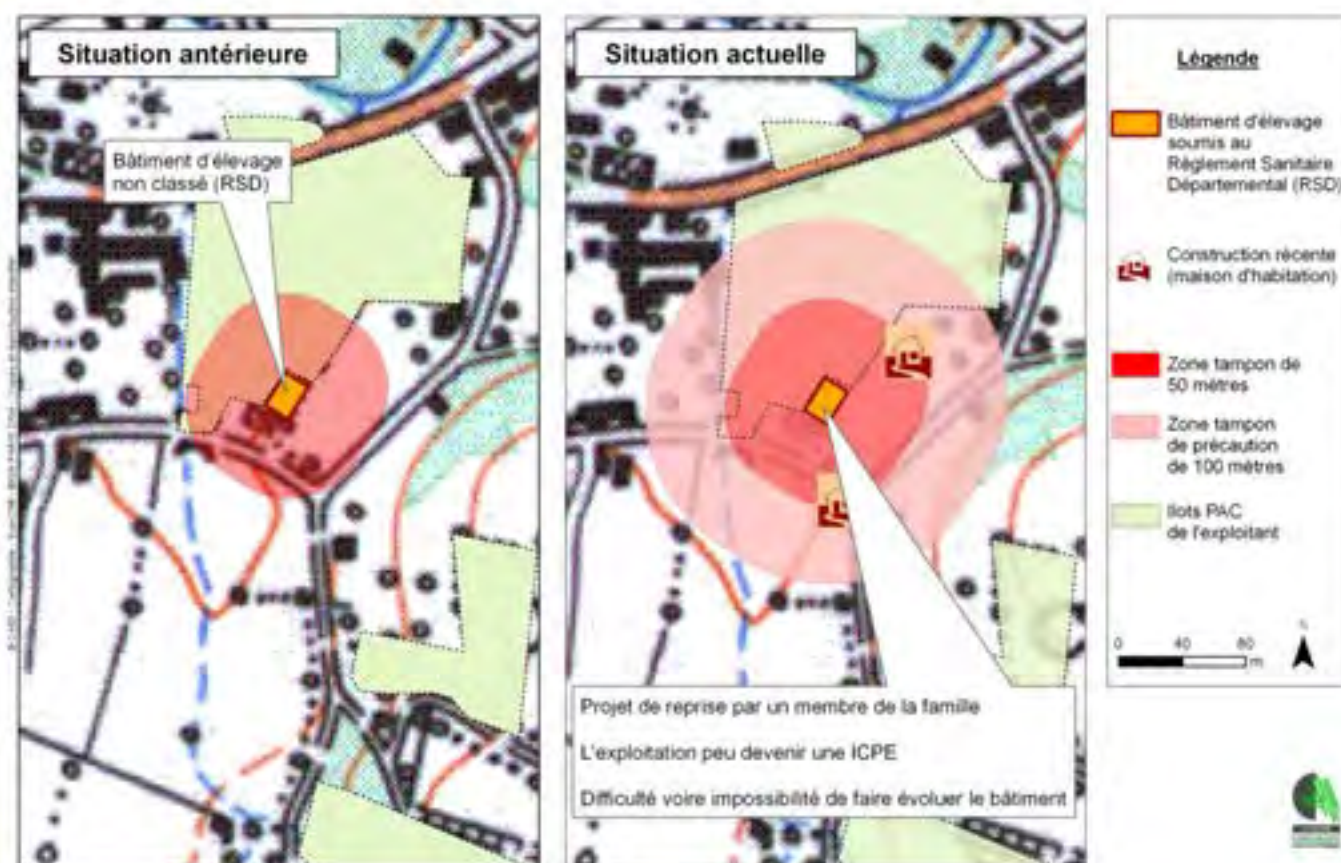 Situation antérieure
Bâtiment d'élevage
non classé (RSD)
Situation actuelle
Projet de reprise par un membre de la famille
L'exploitation peu devenir une ICPE
Difficulté voire impossibilité de faire évoluer le bâtiment
Légende
Bâtiment d'élevage
soumis au
Règlement Sanitaire
Départemental (RSD)
Construction récente
(maison d'habitation)
Zone tampon de
50 mètres
Zone tampon
de précaution
de 100 mètres
Ilots PAC
de l'exploitant
0 40 80
m